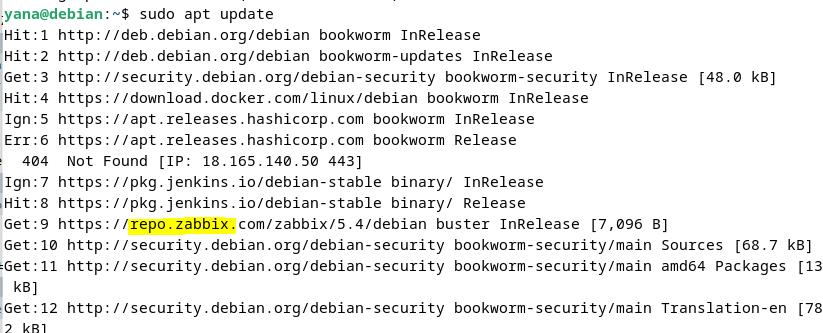 yana@debian:~$ sudo apt update
Hit:1 http://deb.debian.org/debian bookworm InRelease
Hit:2 http://deb.debian.org/debian bookworm-updates InRelease
Get:3 http://security.debian.org/debian-security bookworm-security InRelease [48.0 kB]
Hit:4 https://download.docker.com/linux/debian bookworm InRelease
Ign:5 https://apt.releases.hashicorp.com bookworm InRelease
Err:6 https://apt.releases.hashicorp.com bookworm Release
  404  Not Found [IP: 18.165.140.50 443]
Ign:7 https://pkg.jenkins.io/debian-stable binary/ InRelease
Hit:8 https://pkg.jenkins.io/debian-stable binary/ Release
Get:9 https://repo.zabbix.com/zabbix/5.4/debian buster InRelease [7,096 B]
Get:10 http://security.debian.org/debian-security bookworm-security/main Sources [68.7 kB]
Get:11 http://security.debian.org/debian-security bookworm-security/main amd64 Packages [13
 kB]
Get:12 http://security.debian.org/debian-security bookworm-security/main Translation-en [78
2 kB]